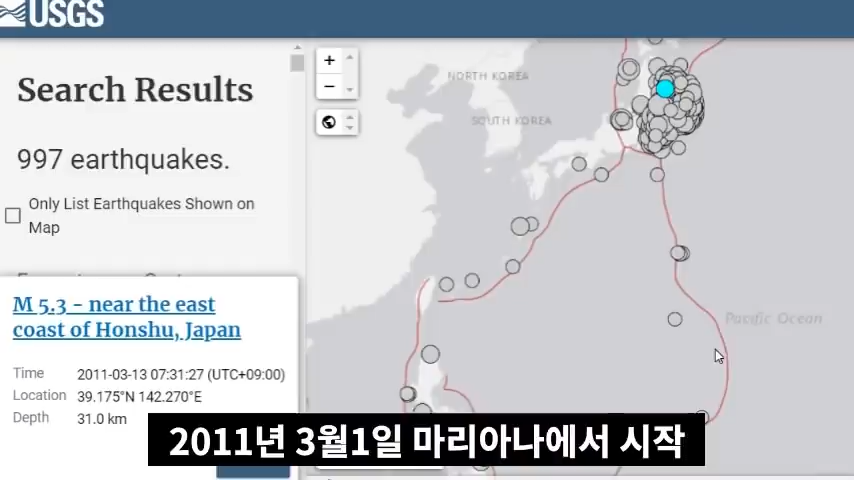 USGS
Search Results
997 earthquakes.
Only List Earthquakes Shown on
Map
M 5.3 - near the east
coast of Honshu, Japan
Time 2011-03-13 07:31:27 (UTC+09:00)
Location 39.175°N 142.270°E
Depth 31.0 km
+
−
NORTH KOREA
SOUTH KOREA
Pacific Ocean
2011년 3월1일 마리아나에서 시작